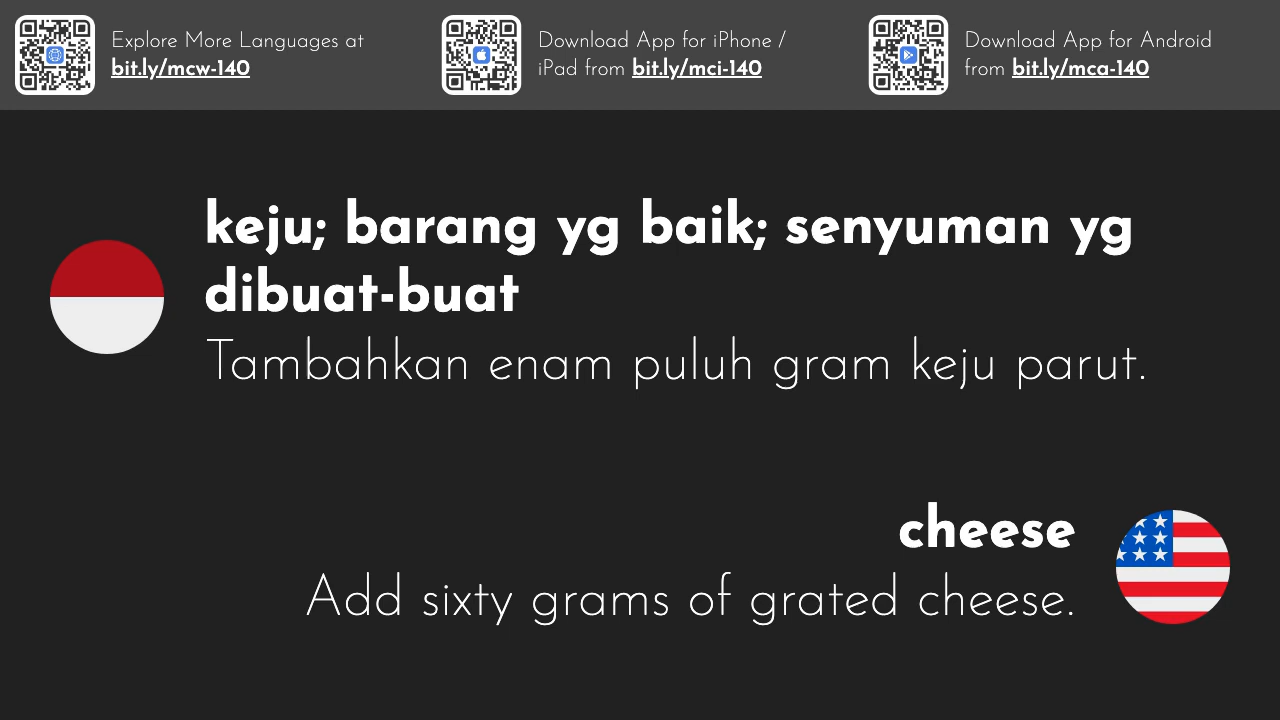 Explore More Languages at
bit.ly/mcw-140
Download App for iPhone /
iPad from bit.ly/mci-140
Download App for Android
from bit.ly/mca-140
keju; barang yg baik; senyuman yg
dibuat-buat
Tambahkan enam puluh gram keju parut.
cheese
Add sixty grams of grated cheese.